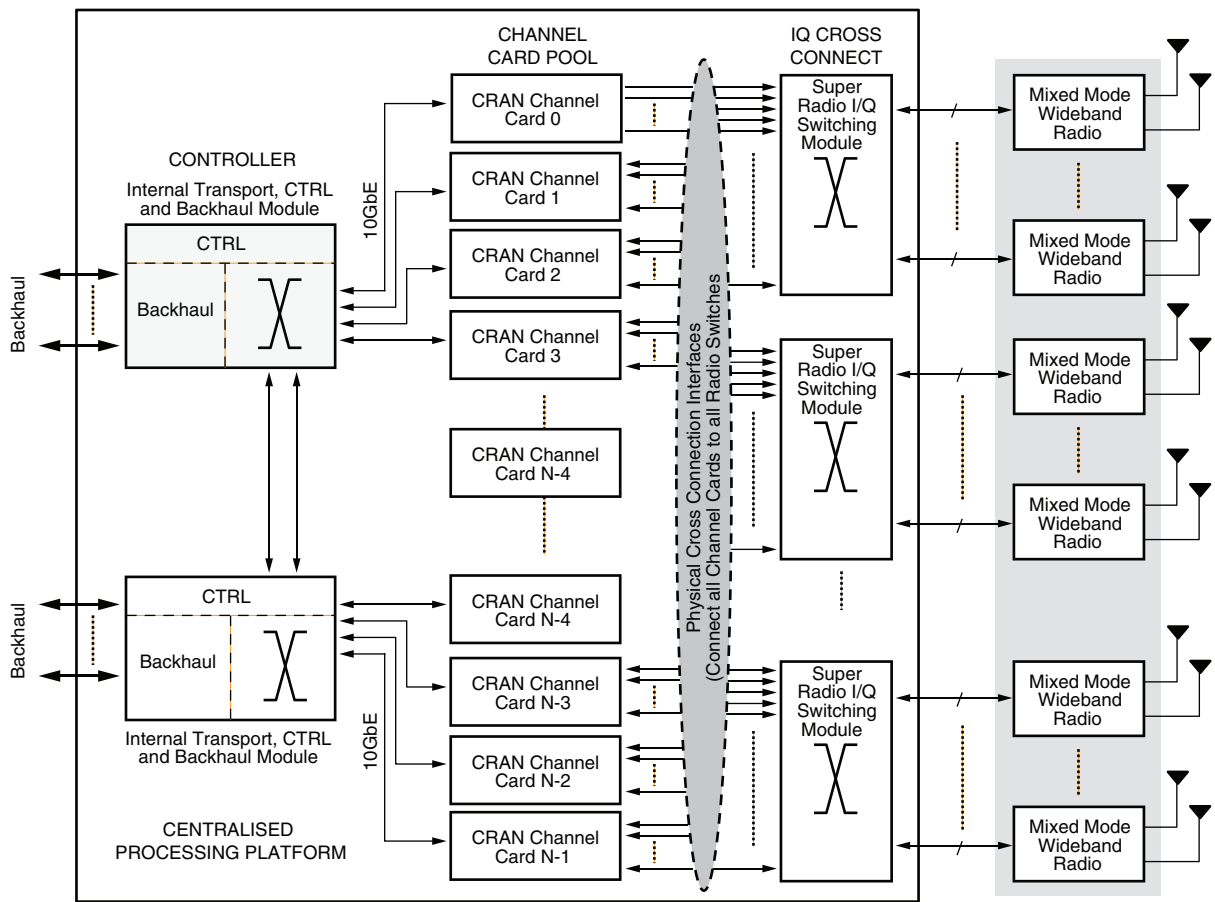 CHANNEL
CARD POOL
IQ CROSS
CONNECT
CRAN Channel
Card 0
CRAN Channel
Card 1
CRAN Channel
Card 2
CRAN Channel
Card 3
CRAN Channel
Card N-4
CRAN Channel
Card N-4
CRAN Channel
Card N-3
CRAN Channel
Card N-2
CRAN Channel
Card N-1
CONTROLLER
Internal Transport, CTRL
and Backhaul Module
CTRL
Backhaul
Backhaul
10GbE
CTRL
Backhaul
Backhaul
10GbE
Internal Transport, CTRL
and Backhaul Module
CENTRALISED
PROCESSING PLATFORM
Physical Cross Connection Interfaces
(Connect all Channel Cards to all Radio Switches
Super
Radio I/Q
Switching
Module
Super
Radio I/Q
Switching
Module
Super
Radio I/Q
Switching
Module
Mixed Mode
Wideband
Radio
Mixed Mode
Wideband
Radio
Mixed Mode
Wideband
Radio
Mixed Mode
Wideband
Radio
Mixed Mode
Wideband
Radio
Mixed Mode
Wideband
Radio